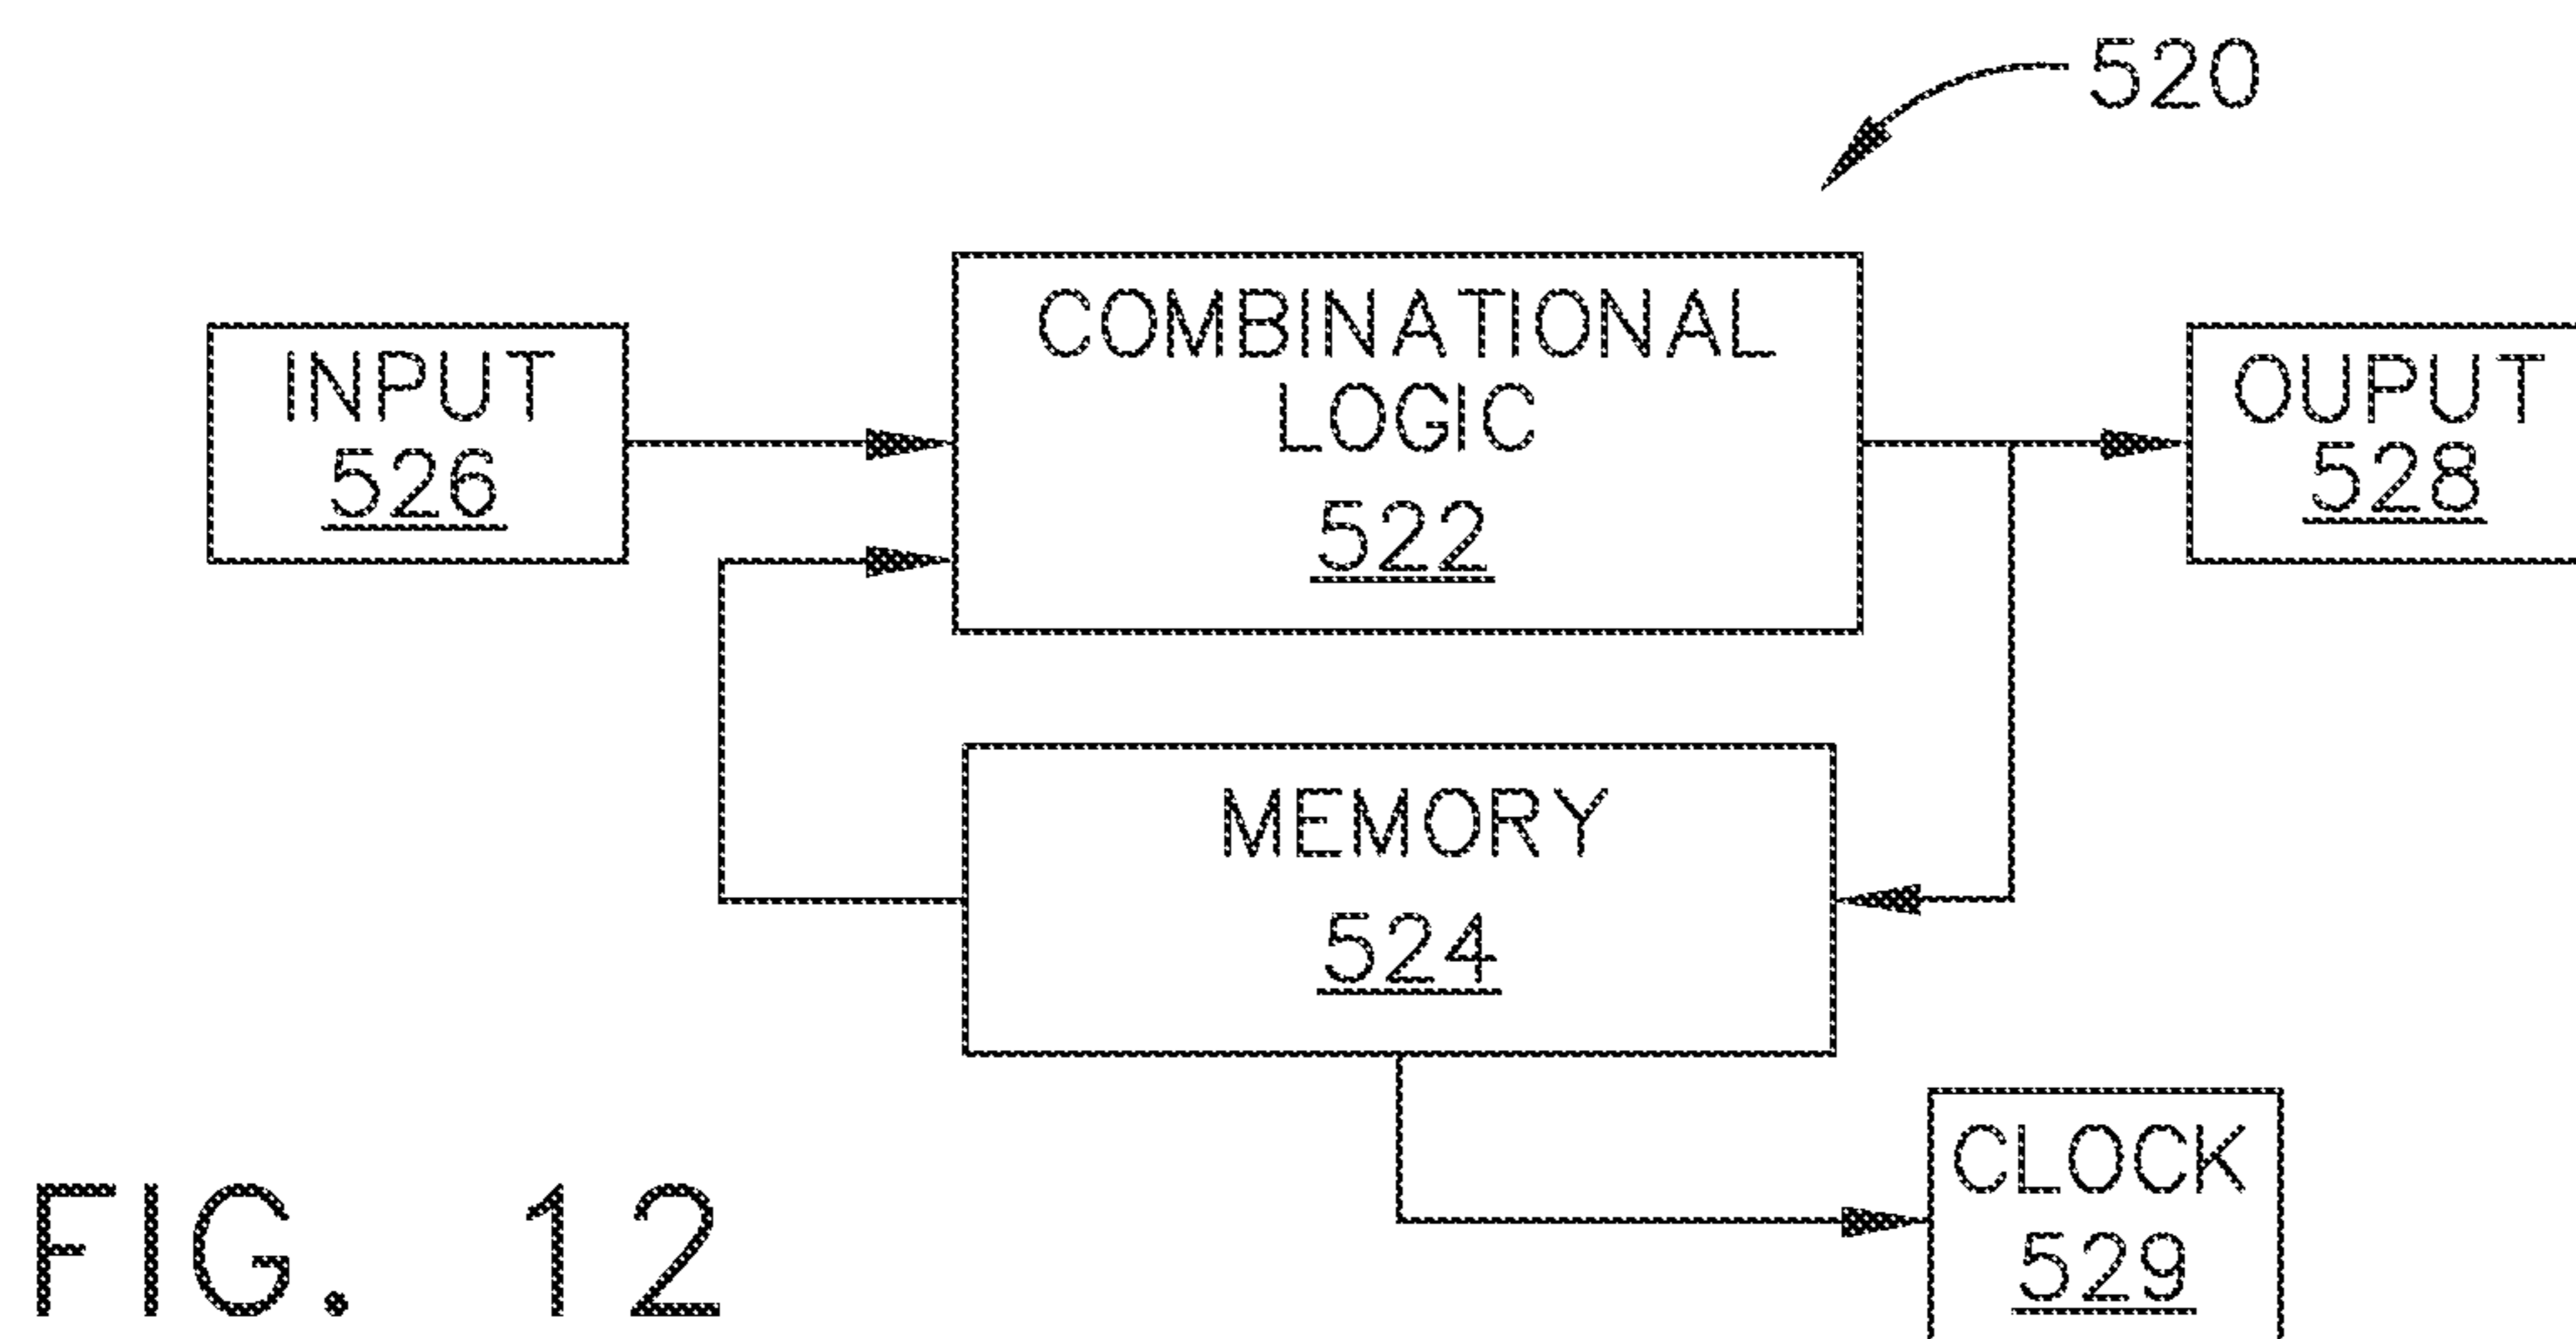 520
COMBINATIONAL
LOGIC
522
INPUT
526
OUPUT
528
MEMORY
524
CLOCK
529
FIG. 12